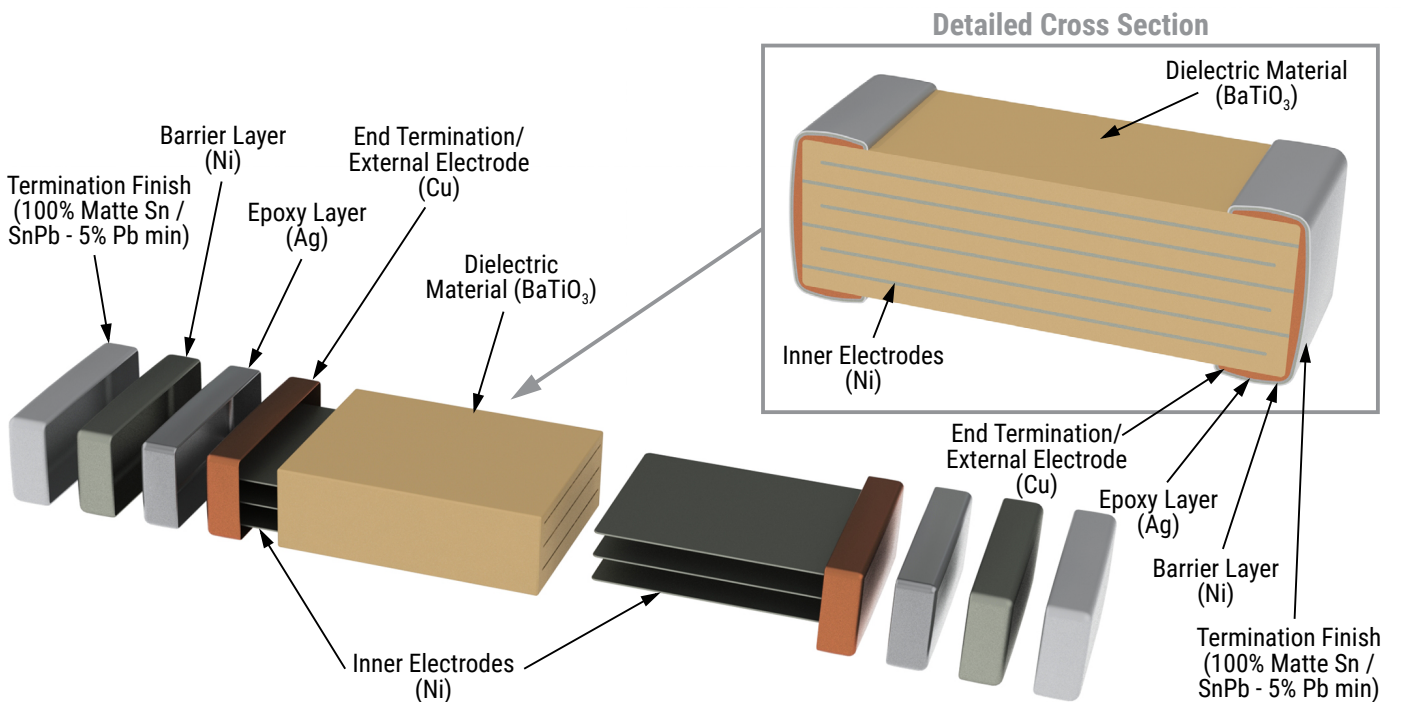 Detailed Cross Section
Dielectric Material
(BaTiO₃)
Inner Electrodes
(Ni)
End Termination/
External Electrode
(Cu)
Epoxy Layer
(Ag)
Barrier Layer
(Ni)
Termination Finish
(100% Matte Sn /
SnPb - 5% Pb min)
Termination Finish
(100% Matte Sn /
SnPb - 5% Pb min)
Barrier Layer
(Ni)
Epoxy Layer
(Ag)
End Termination/
External Electrode
(Cu)
Dielectric
Material (BaTiO₃)
Inner Electrodes
(Ni)